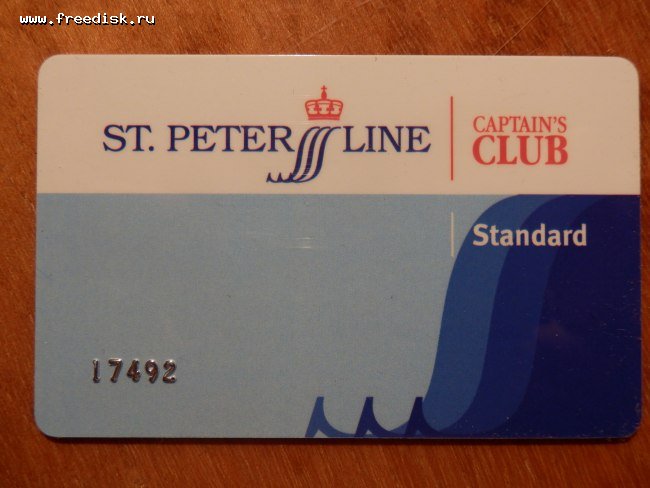 www.freedisk.ru
ST. PETER LINE
CAPTAIN'S
CLUB
Standard
17492